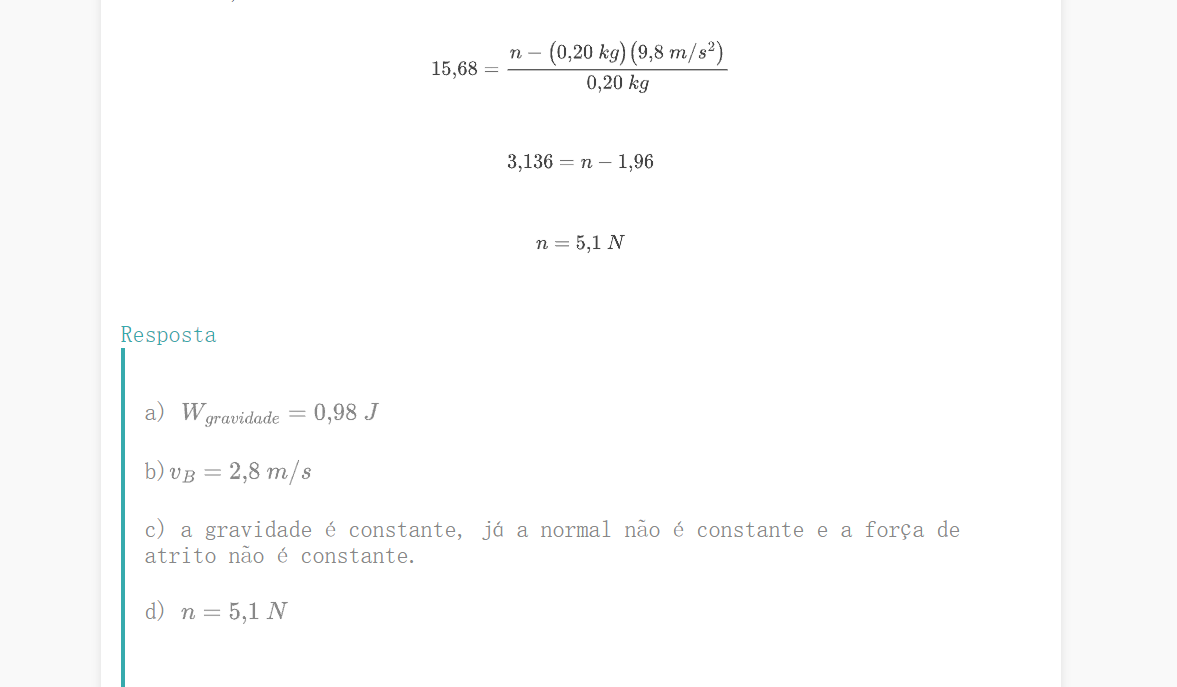 15,68 = \frac{n - (0,20 kg)(9,8 m/s²)}{0,20 kg}
3,136 = n − 1,96
n = 5,1 N
Resposta
a) W_{gravidade} = 0,98 J
b) v_B = 2,8 m/s
c) a gravidade é constante, já a normal não é constante e a força de
atrito não é constante.
d) n = 5,1 N